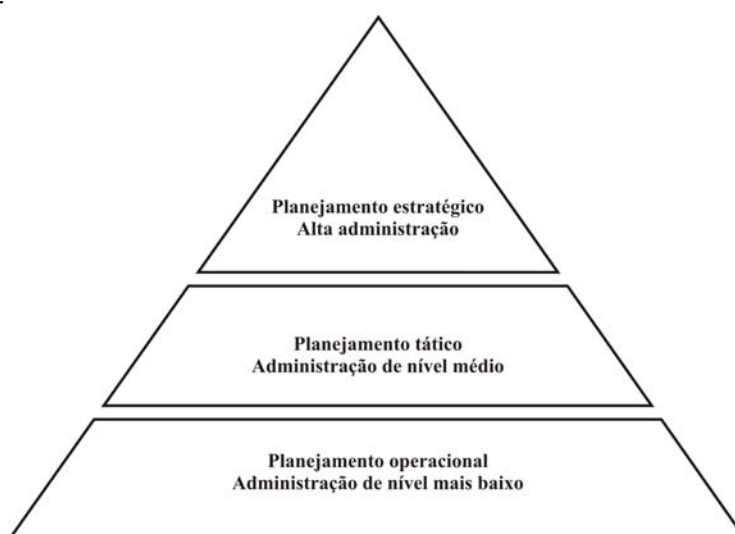 Planejamento estratégico
Alta administração
Planejamento tático
Administração de nível médio
Planejamento operacional
Administração de nível mais baixo